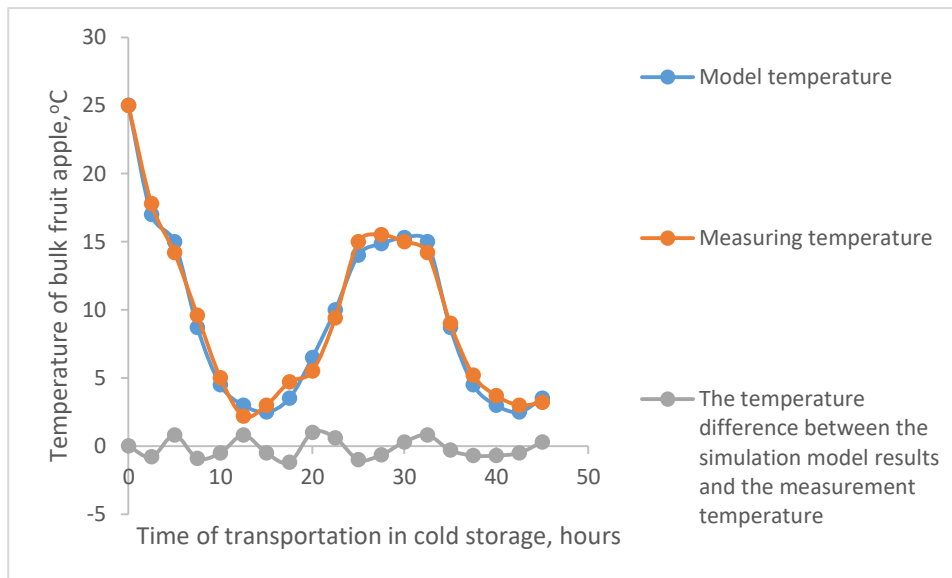 30
25
20
15
10
5
0
-5
0
10
20
30
40
50
Temperature of bulk fruit apple,°C
Time of transportation in cold storage, hours
Model temperature
Measuring temperature
The temperature
difference between the
simulation model results
and the measurement
temperature